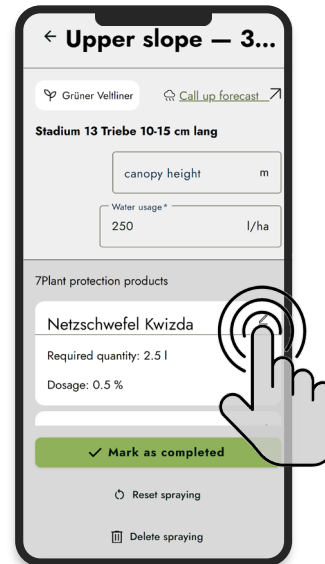 Upper slope — 3...
Grüner Veltliner
Call up forecast
Stadium 13 Triebe 10-15 cm lang
canopy height m
Water usage*
250 l/ha
7Plant protection products
Netzschwefel Kwizda
Required quantity: 2.5 l
Dosage: 0.5 %
Mark as completed
Reset spraying
Delete spraying